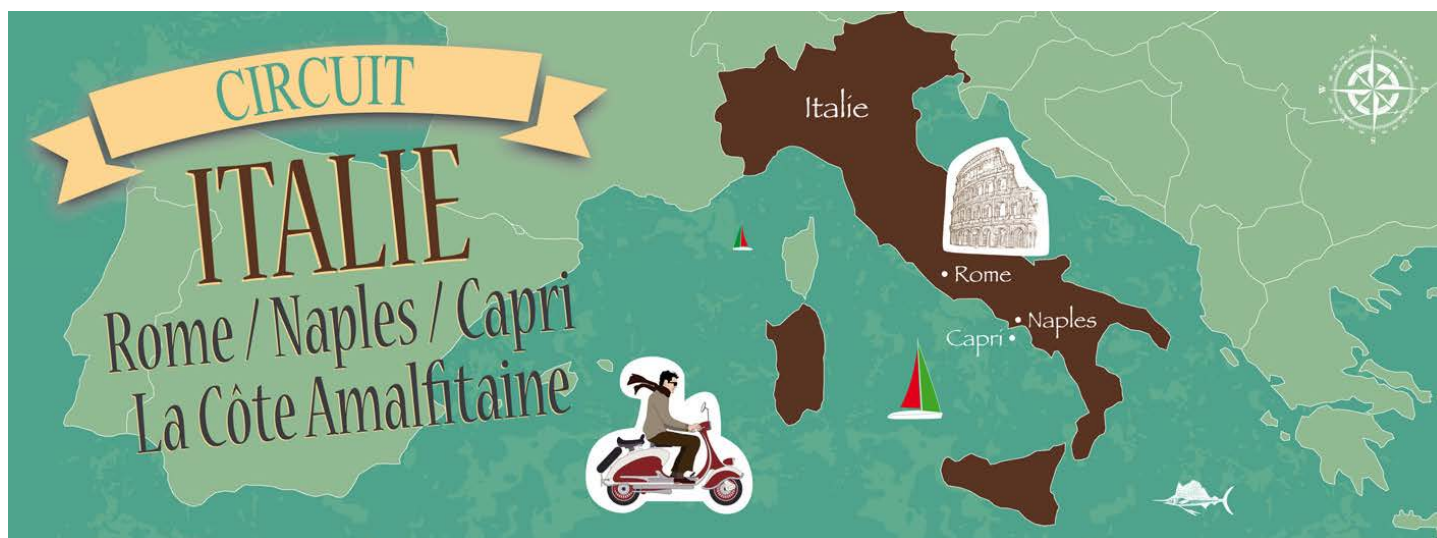 CIRCUIT
ITALIE
Rome / Naples / Capri
La Côte Amalfitaine
Italie
Rome
Naples
Capri
N
W
S